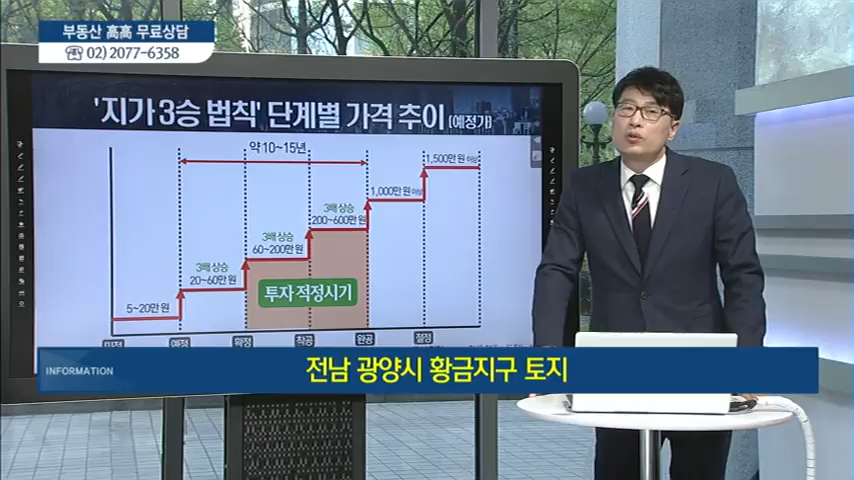 부동산 高高 무료상담
☎ 02) 2077-6358
'지가 3승 법칙' 단계별 가격 추이 (예정가)
약 10~15년
1,500만원 이상
1,000만원 이상
3배 상승
200~600만원
3배 상승
60~200만원
3배 상승
20~60만원
5~20만원
투자 적정시기
예정
확정
착공
완공
절정
INFORMATION
전남 광양시 황금지구 토지